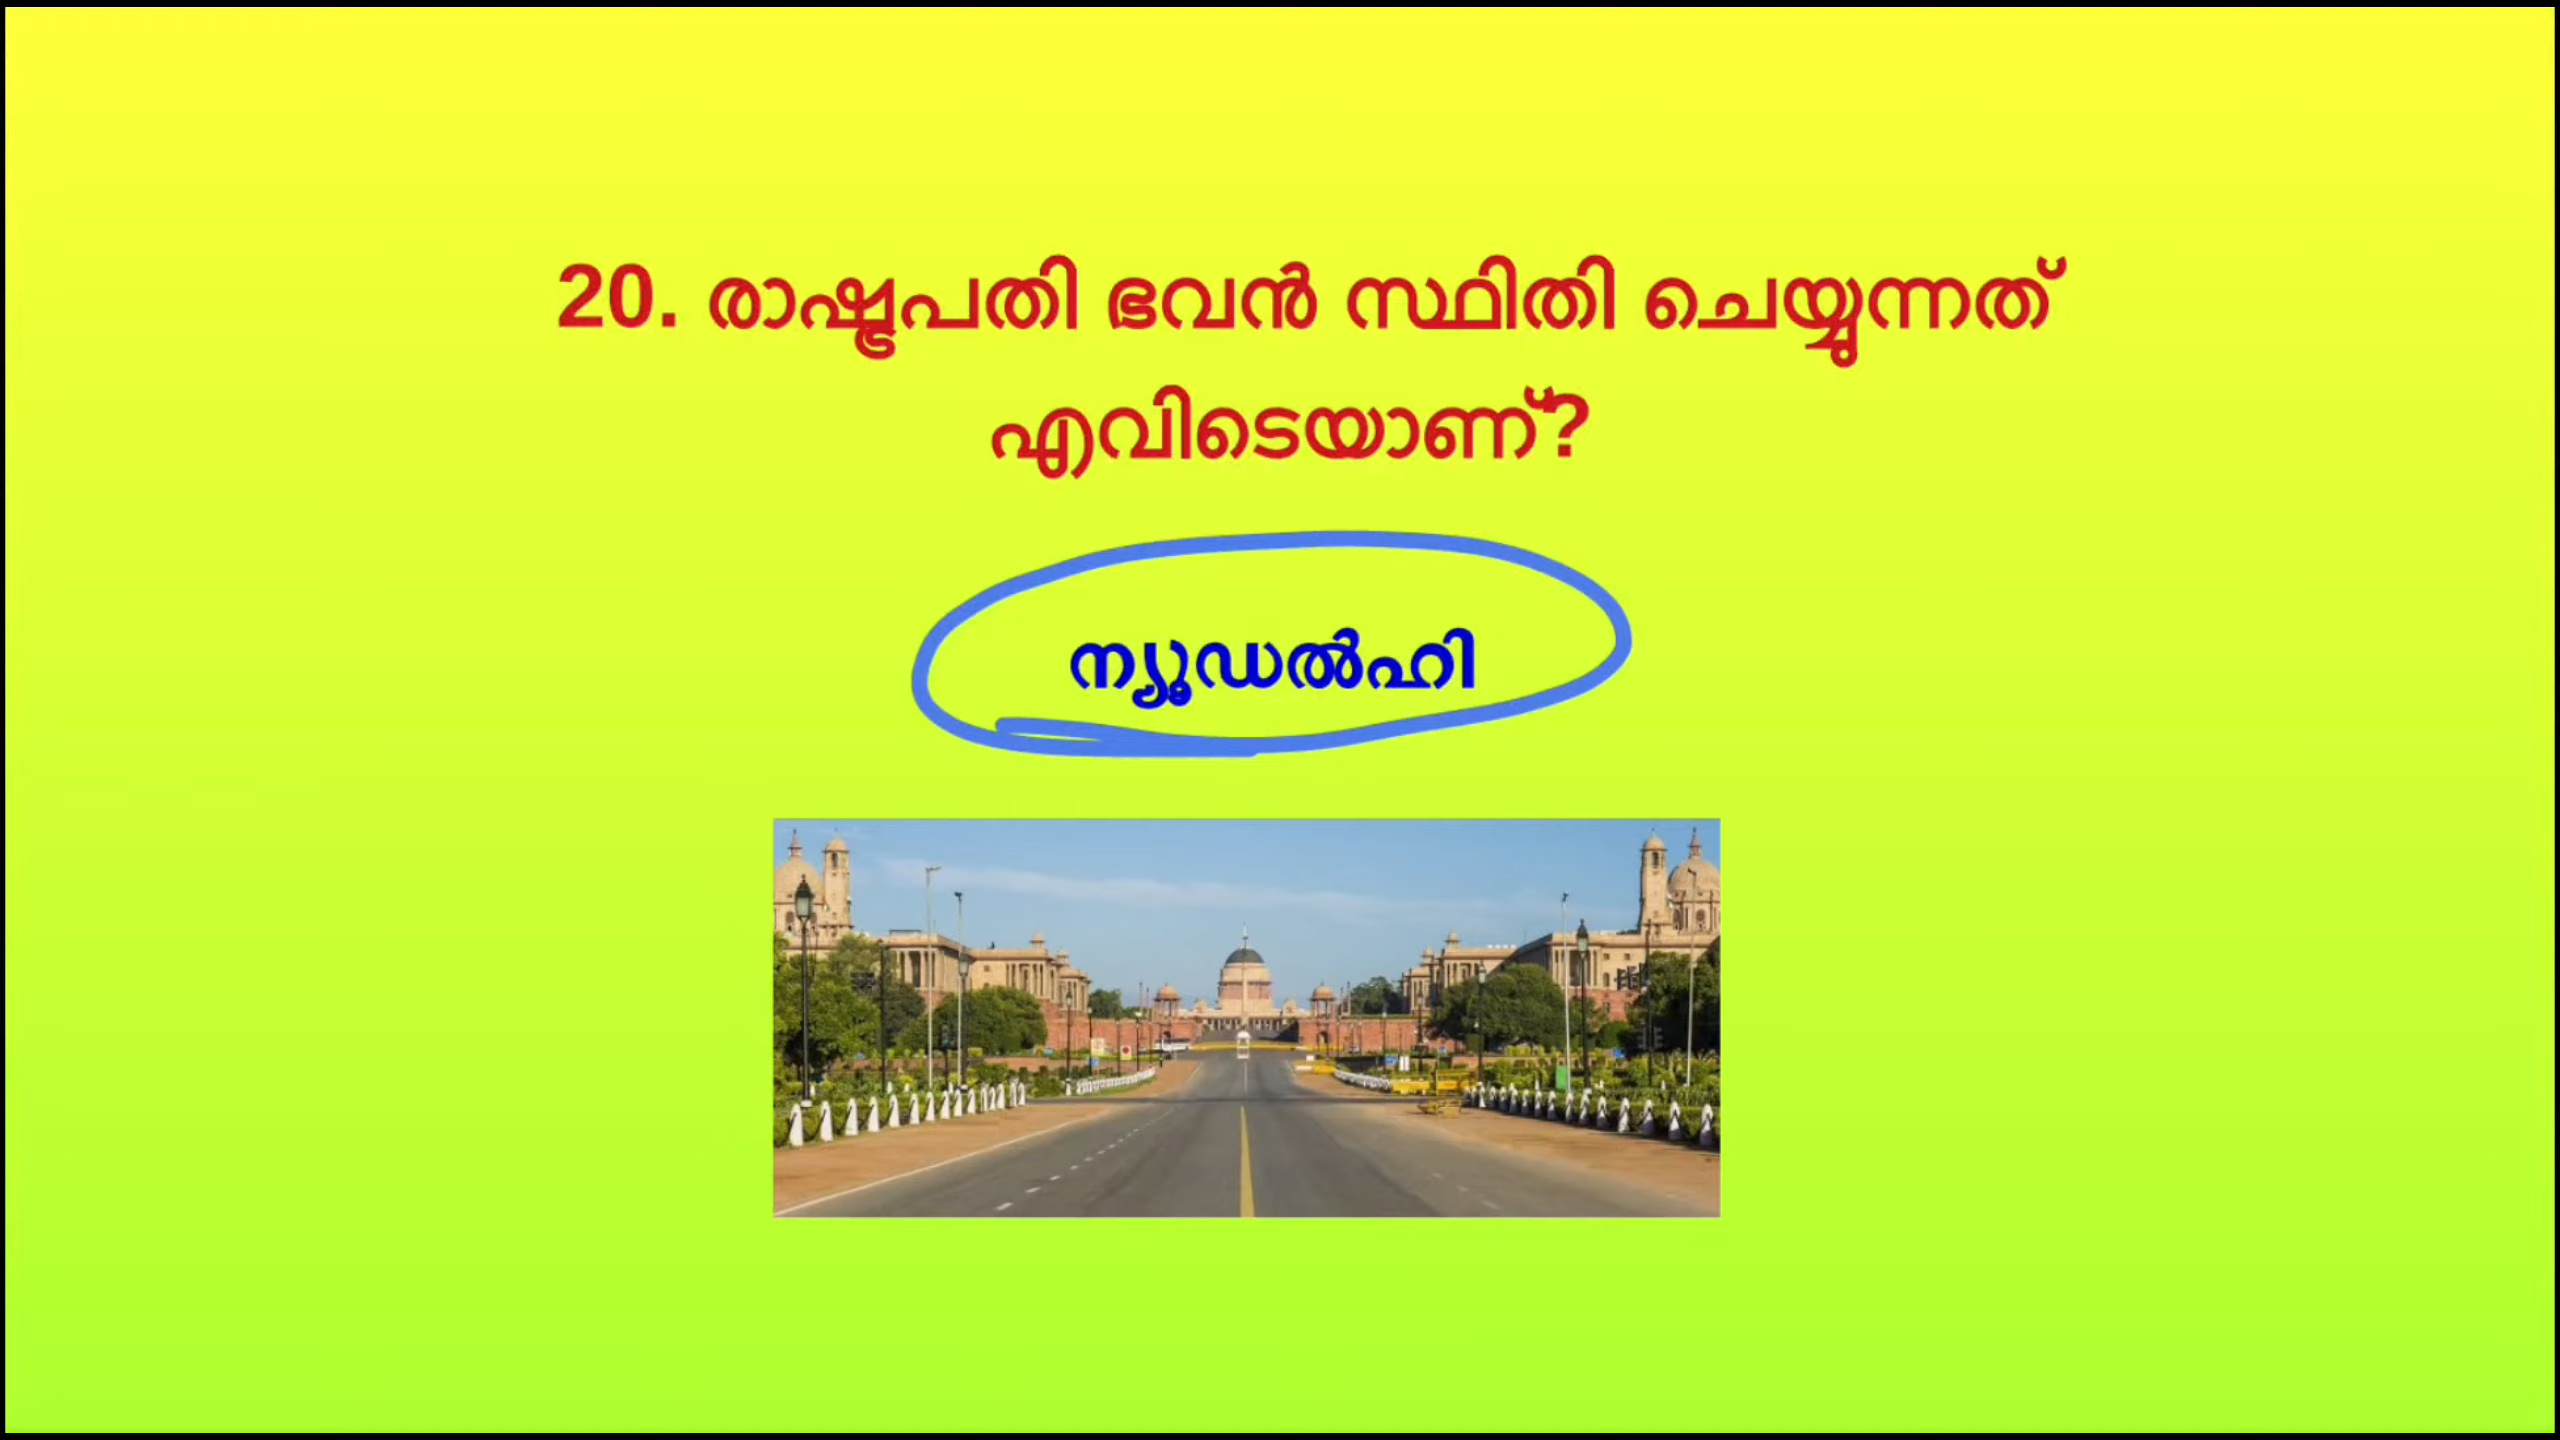 20. രാഷ്ട്രപതി ഭവൻ സ്ഥിതി ചെയ്യുന്നത്
എവിടെയാണ്?
ന്യൂഡൽഹി